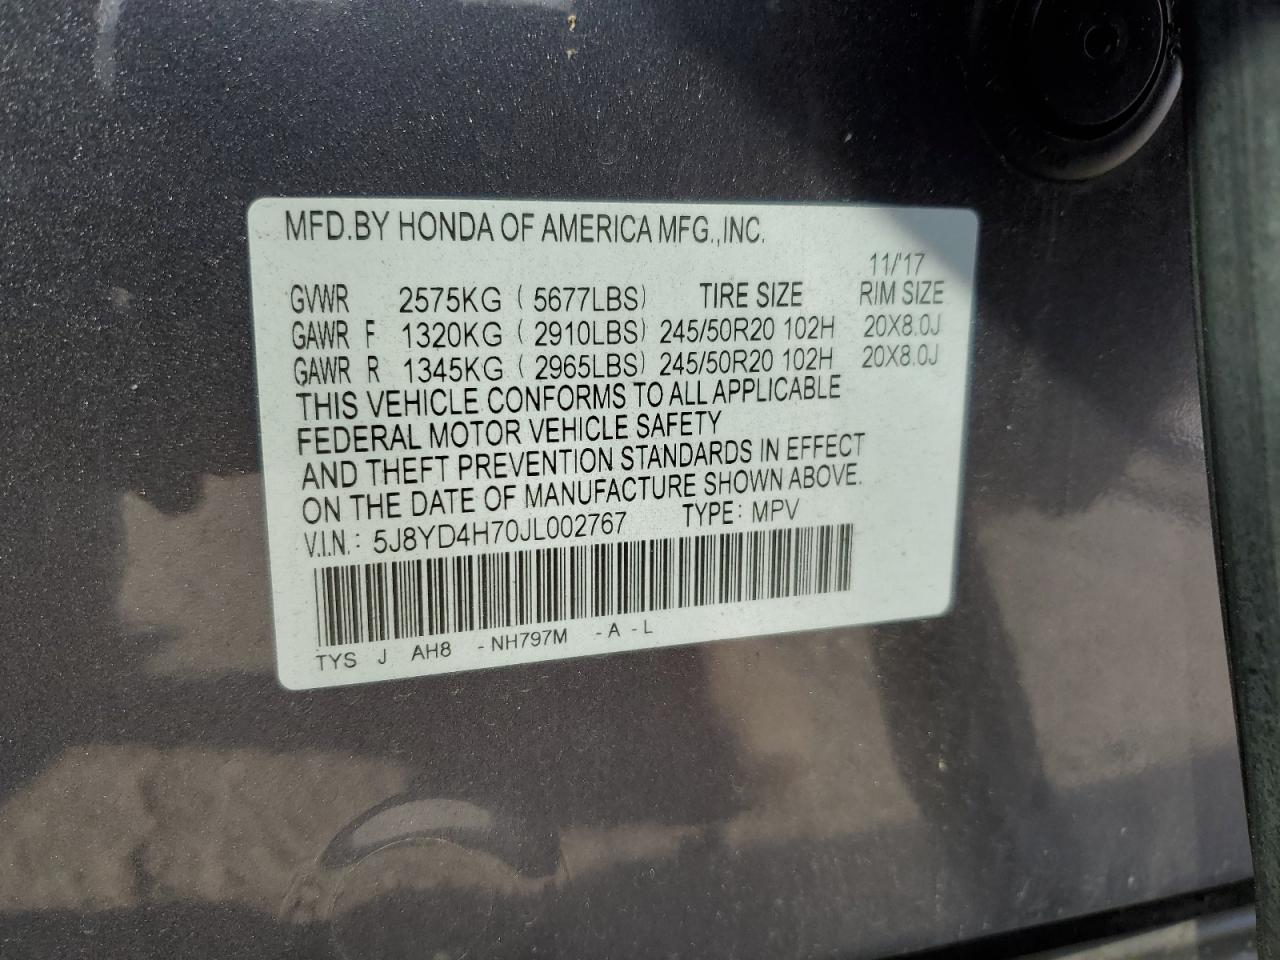 MFD.BY HONDA OF AMERICA MFG.,INC.
11/'17
GVWR 2575KG ( 5677LBS) TIRE SIZE RIM SIZE
GAWR F 1320KG ( 2910LBS) 245/50R20 102H 20X8.0J
GAWR R 1345KG ( 2965LBS) 245/50R20 102H 20X8.0J
THIS VEHICLE CONFORMS TO ALL APPLICABLE
FEDERAL MOTOR VEHICLE SAFETY
AND THEFT PREVENTION STANDARDS IN EFFECT
ON THE DATE OF MANUFACTURE SHOWN ABOVE.
V.I.N.: 5J8YD4H70JL002767 TYPE: MPV
TYS J AH8 -NH797M -A -L